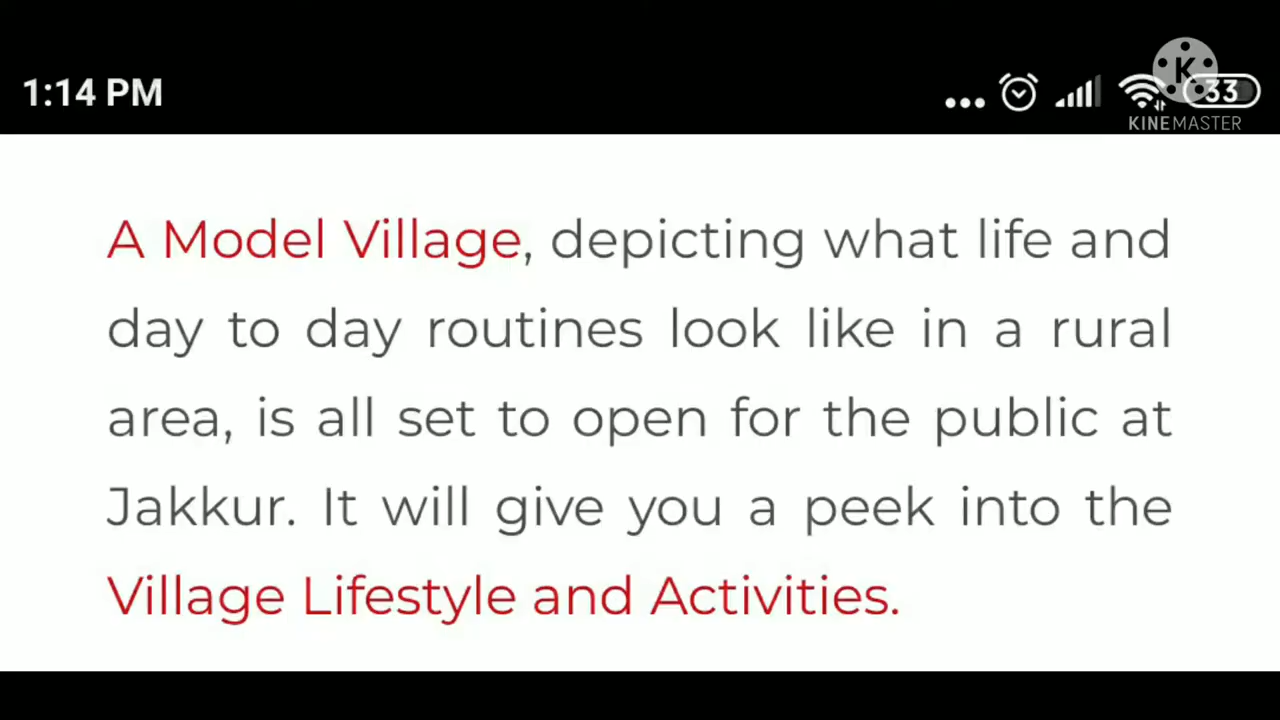 1:14 PM
33
KINEMASTER
A Model Village, depicting what life and
day to day routines look like in a rural
area, is all set to open for the public at
Jakkur. It will give you a peek into the
Village Lifestyle and Activities.